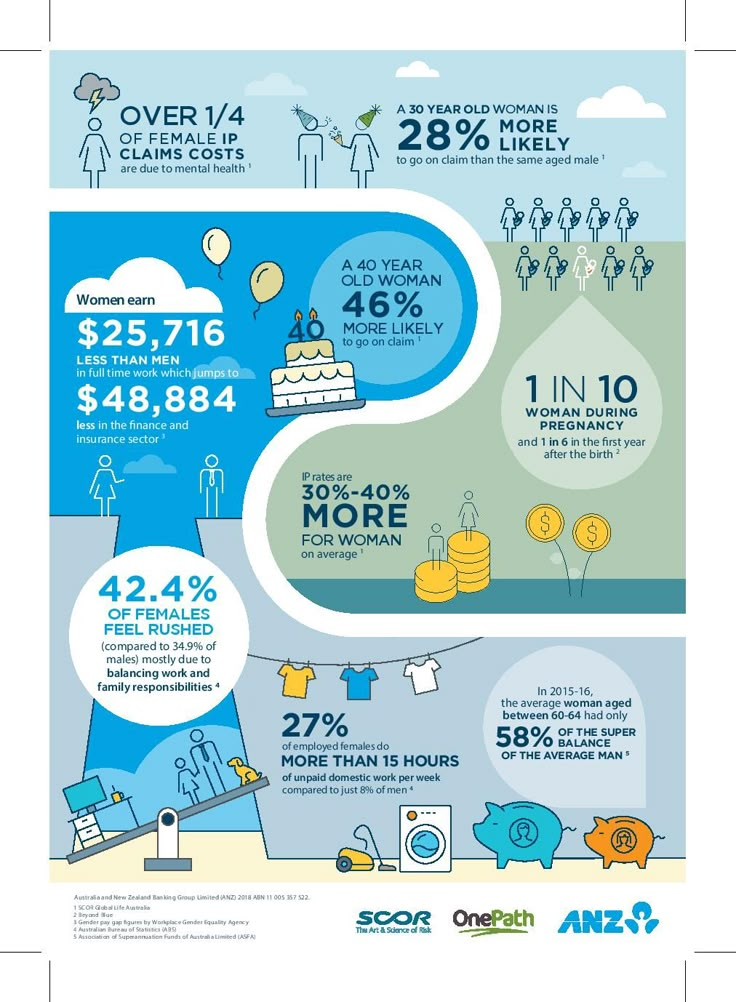 OVER 1/4
OF FEMALE IP
CLAIMS COSTS
are due to mental health 1
A 30 YEAR OLD WOMAN IS
28% MORE
LIKELY
to go on claim than the same aged male 1
Women earn
$25,716
LESS THAN MEN
in full time work which jumps to
$48,884
less in the finance and
insurance sector 3
A 40 YEAR
OLD WOMAN
46%
MORE LIKELY
to go on claim 1
40
1 IN 10
WOMAN DURING
PREGNANCY
and 1 in 6 in the first year
after the birth 2
IP rates are
30%-40%
MORE
FOR WOMAN
on average 1
$
$
42.4%
OF FEMALES
FEEL RUSHED
(compared to 34.9% of
males) mostly due to
balancing work and
family responsibilities 4
27%
of employed females do
MORE THAN 15 HOURS
of unpaid domestic work per week
compared to just 8% of men 4
In 2015-16,
the average woman aged
between 60-64 had only
58% OF THE SUPER
BALANCE
OF THE AVERAGE MAN 5
Australia and New Zealand Banking Group Limited (ANZ) 2018 ABN 11 005 357 522.
1 SCOR Global Life Australia
2 Beyond Blue
3 Gender pay gap figures by Workplace Gender Equality Agency
4 Australian Bureau of Statistics (ABS)
5 Association of Superannuation Funds of Australia Limited (ASFA)
SCOR
The Art & Science of Risk
OnePath
ANZ